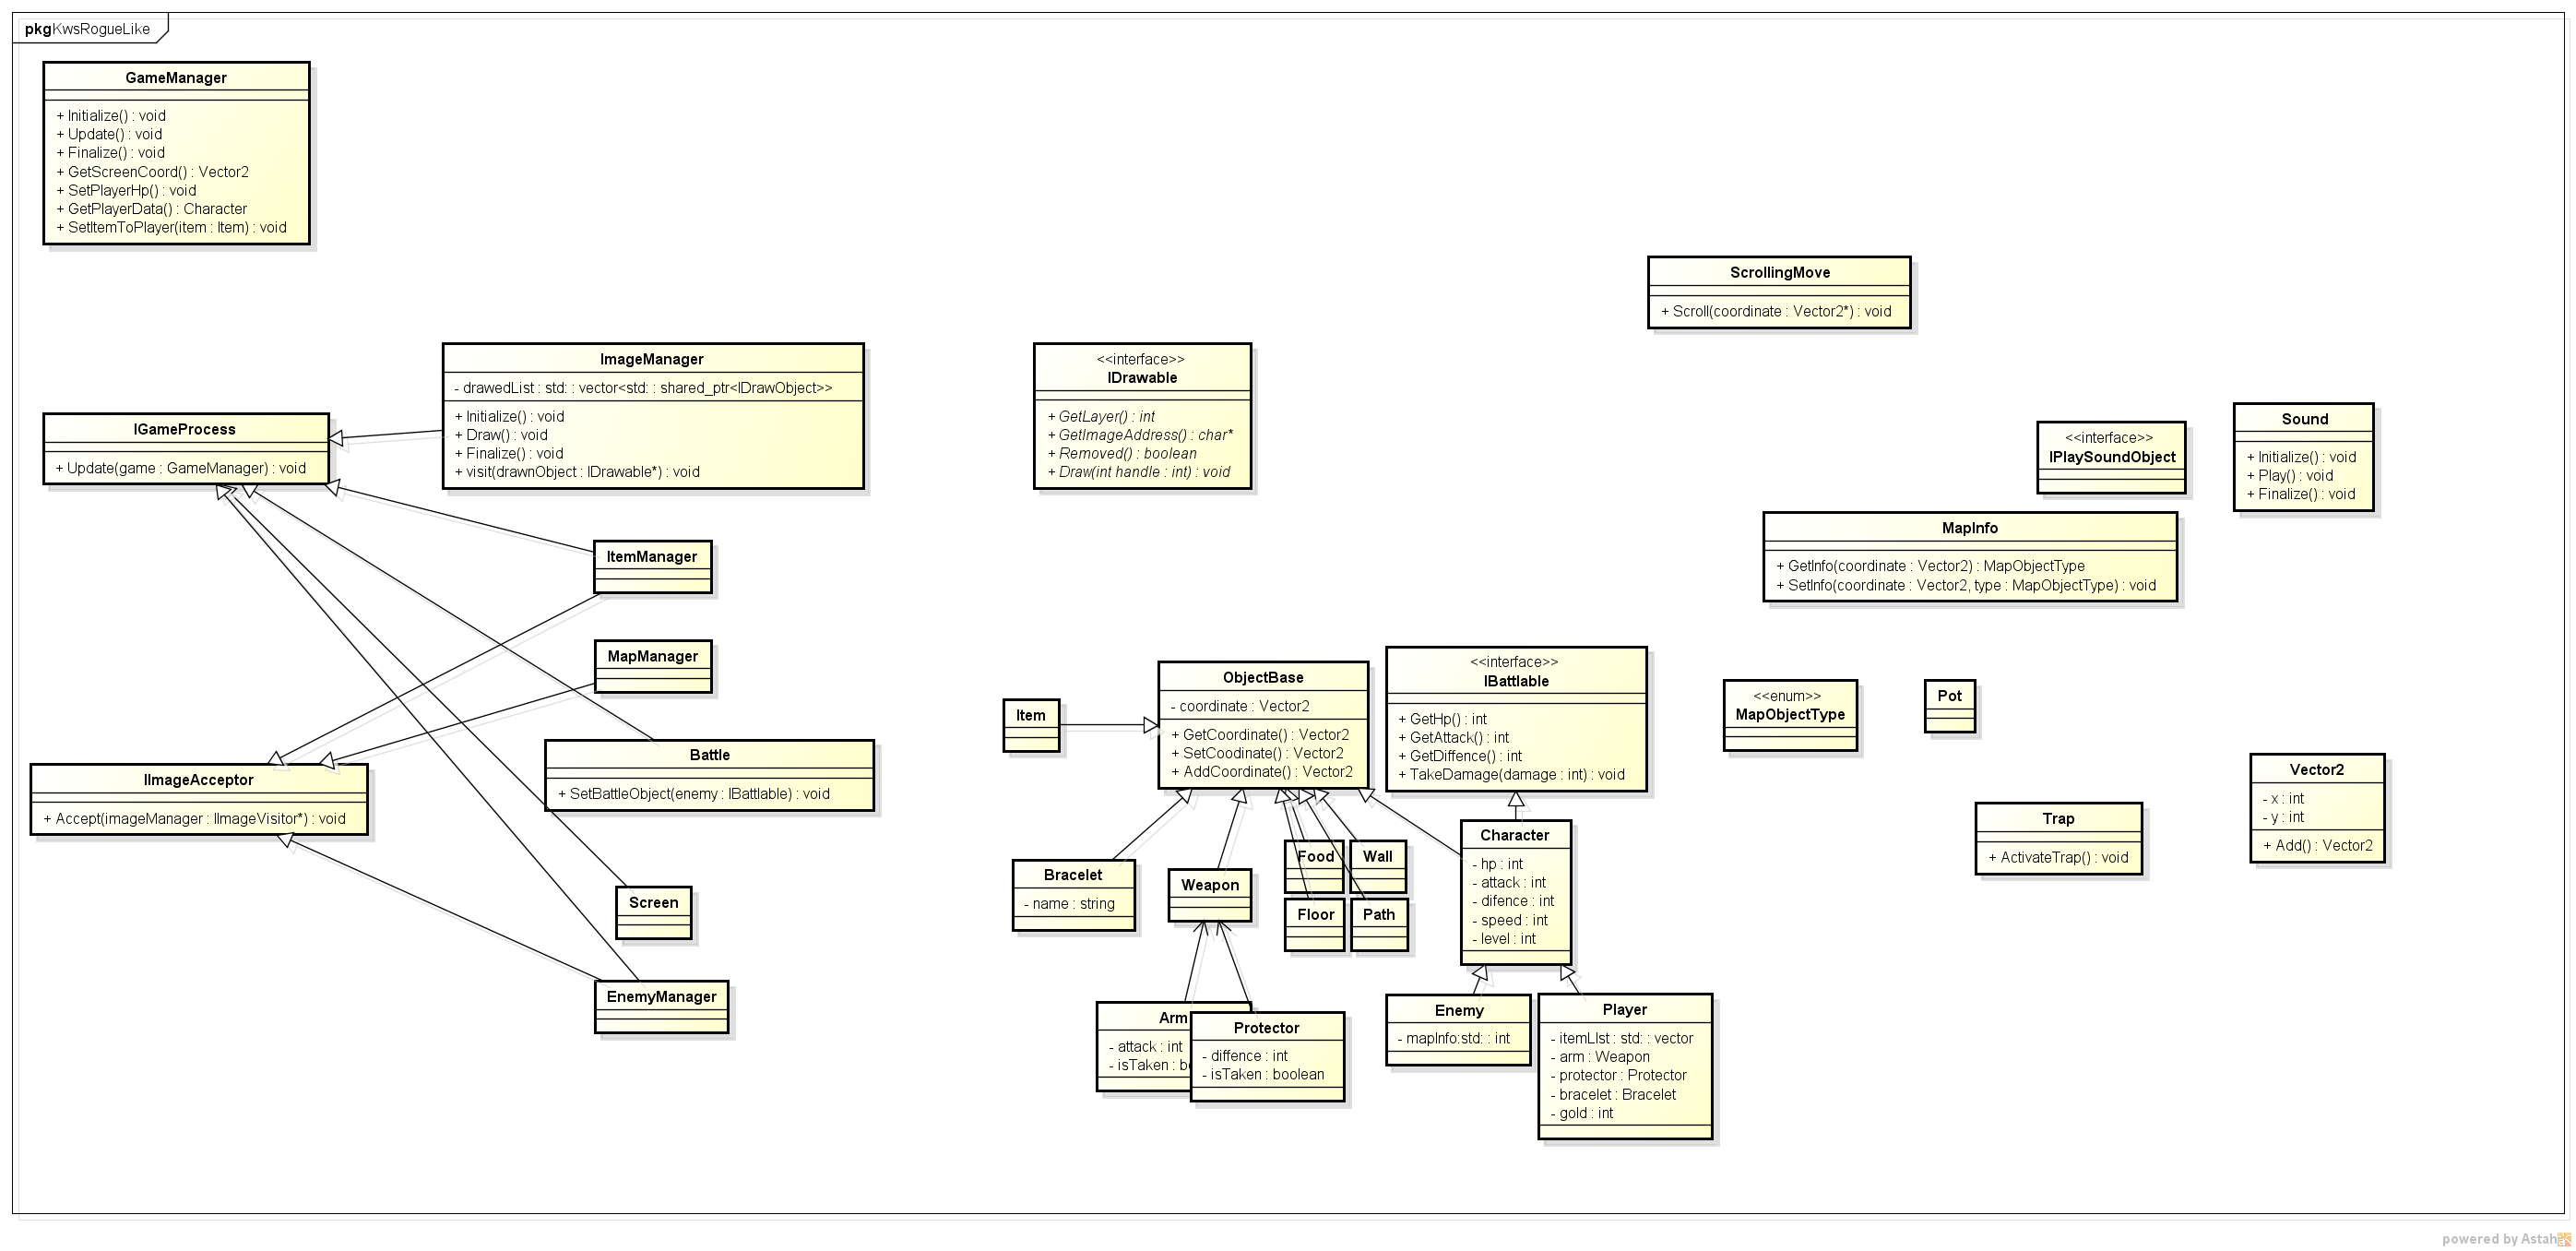 pkgKwsRogueLike
GameManager
+ Initialize() : void
+ Update() : void
+ Finalize() : void
+ GetScreenCoord() : Vector2
+ SetPlayerHp() : void
+ GetPlayerData() : Character
+ SetItemToPlayer(item : Item) : void
ScrollingMove
+ Scroll(coordinate : Vector2*) : void
ImageManager
- drawedList : std: : vector<std: : shared_ptr<IDrawObject>>
+ Initialize() : void
+ Draw() : void
+ Finalize() : void
+ visit(drawnObject : IDrawable*) : void
<<interface>>
IDrawable
+ GetLayer() : int
+ GetImageAddress() : char*
+ Removed() : boolean
+ Draw(int handle : int) : void
IGameProcess
+ Update(game : GameManager) : void
<<interface>>
IPlaySoundObject
Sound
+ Initialize() : void
+ Play() : void
+ Finalize() : void
MapInfo
+ GetInfo(coordinate : Vector2) : MapObjectType
+ SetInfo(coordinate : Vector2, type : MapObjectType) : void
ItemManager
MapManager
Battle
+ SetBattleObject(enemy : IBattlable) : void
IImageAcceptor
+ Accept(imageManager : IImageVisitor*) : void
Screen
EnemyManager
Item
ObjectBase
- coordinate : Vector2
+ GetCoordinate() : Vector2
+ SetCoodinate() : Vector2
+ AddCoordinate() : Vector2
<<interface>>
IBattlable
+ GetHp() : int
+ GetAttack() : int
+ GetDiffence() : int
+ TakeDamage(damage : int) : void
<<enum>>
MapObjectType
Pot
Trap
+ ActivateTrap() : void
Vector2
- x : int
- y : int
+ Add() : Vector2
Bracelet
- name : string
Weapon
Food
Wall
Floor
Path
Character
- hp : int
- attack : int
- difence : int
- speed : int
- level : int
Arm
- attack : int
- isTaken : b
Protector
- diffence : int
- isTaken : boolean
Enemy
- mapInfo:std: : int
Player
- itemLIst : std: : vector
- arm : Weapon
- protector : Protector
- bracelet : Bracelet
- gold : int
powered by Astah